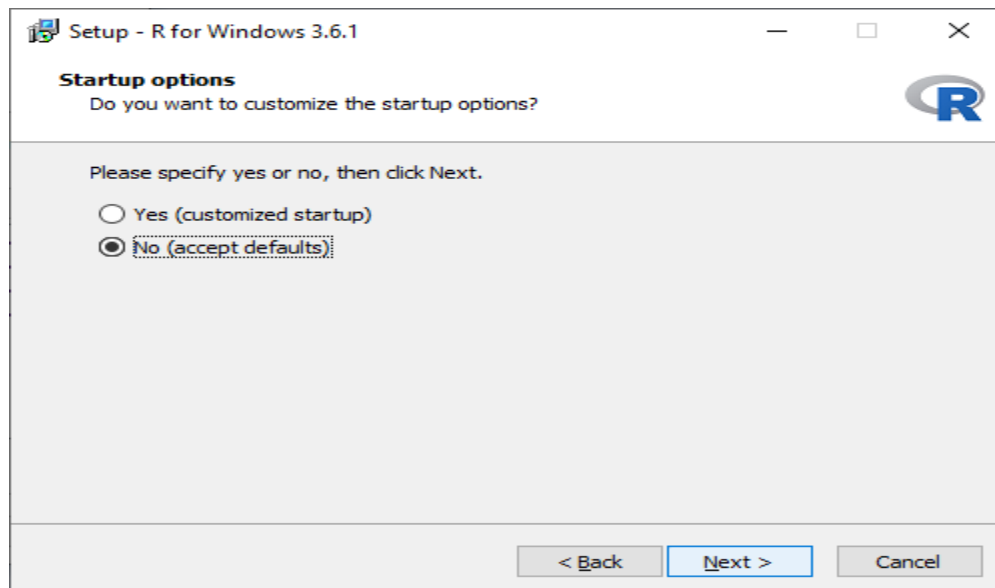 Setup - R for Windows 3.6.1
Startup options
Do you want to customize the startup options?
R
Please specify yes or no, then click Next.
Yes (customized startup)
No (accept defaults)
< Back
Next >
Cancel